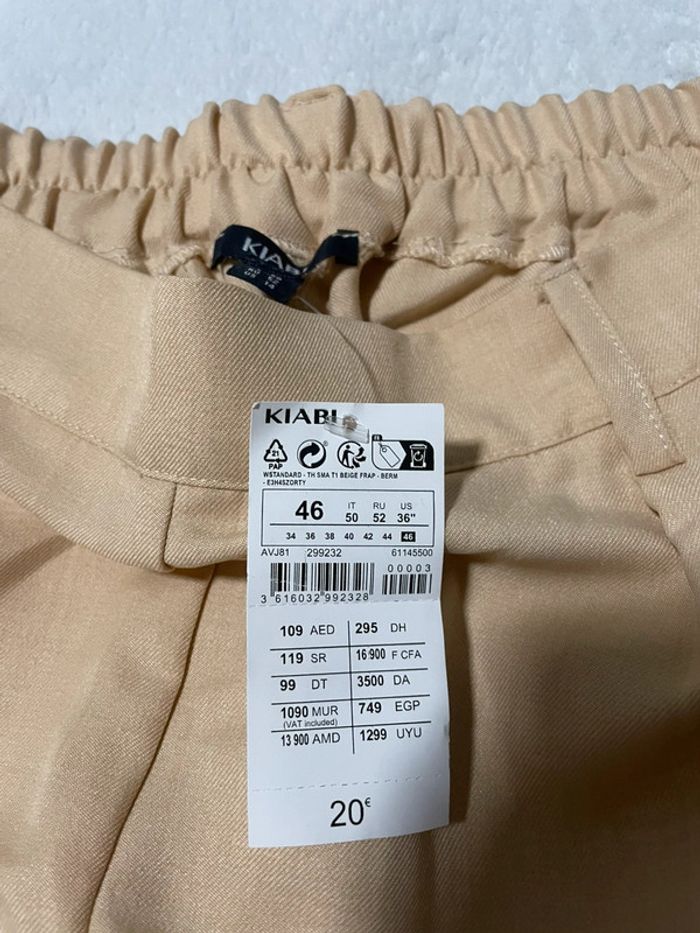 KIABI
KIABI
21
PAP
FR
WSTANDARD - TH SMA T1 BEIGE FRAP - BERM
- E3H4SZORTY
46 IT 50 RU 52 US 36"
34 36 38 40 42 44 46
AVJ81 299232 61145500
00003
3 616032 992328
109 AED 295 DH
119 SR 16 900 F CFA
99 DT 3500 DA
1090 MUR 749 EGP
(VAT included)
13 900 AMD 1299 UYU
20€